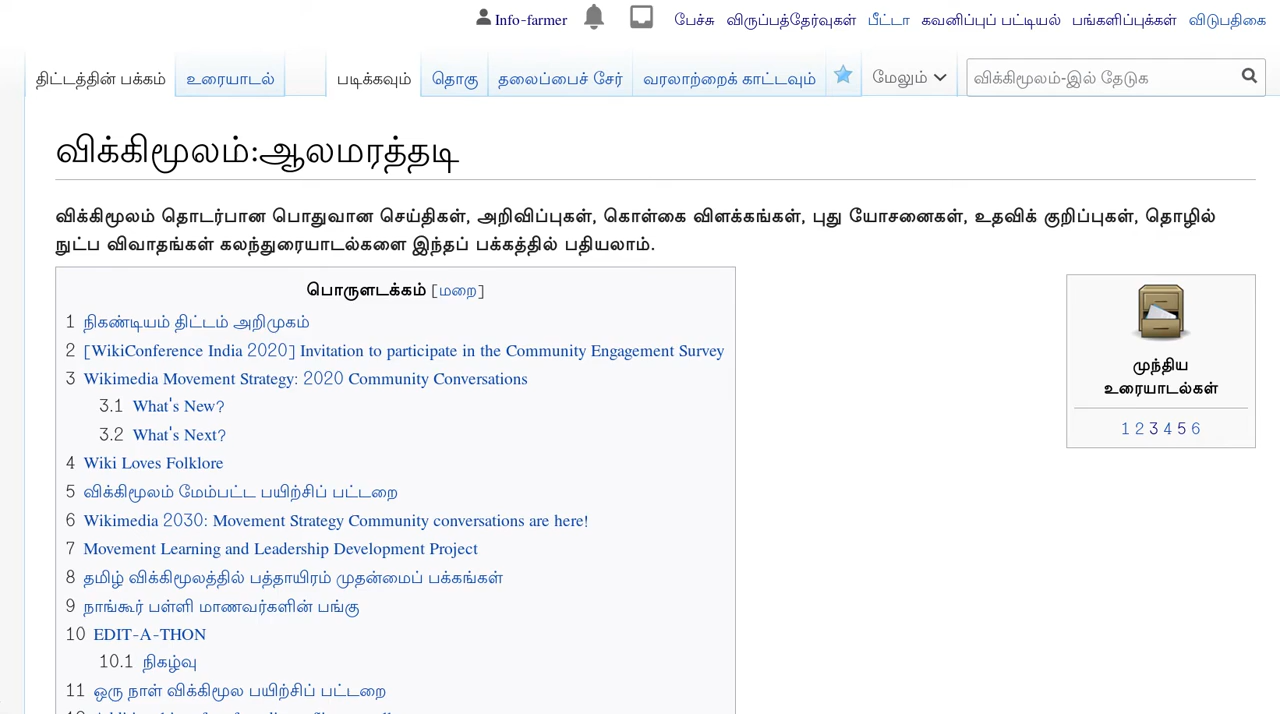 Info-farmer பேச்சு விருப்பத்தேர்வுகள் பீட்டா கவனிப்புப் பட்டியல் பங்களிப்புக்கள் விடுபதிகை
திட்டத்தின் பக்கம் உரையாடல் படிக்கவும் தொகு தலைப்பைச் சேர் வரலாற்றைக் காட்டவும் மேலும் விக்கிமூலம்-இல் தேடுக
விக்கிமூலம்:ஆலமரத்தடி
விக்கிமூலம் தொடர்பான பொதுவான செய்திகள், அறிவிப்புகள், கொள்கை விளக்கங்கள், புது யோசனைகள், உதவிக் குறிப்புகள், தொழில்
நுட்ப விவாதங்கள் கலந்துரையாடல்களை இந்தப் பக்கத்தில் பதியலாம்.
பொருளடக்கம் [மறை]
1 நிகண்டியம் திட்டம் அறிமுகம்
2 [WikiConference India 2020] Invitation to participate in the Community Engagement Survey
3 Wikimedia Movement Strategy: 2020 Community Conversations
3.1 What's New?
3.2 What's Next?
4 Wiki Loves Folklore
5 விக்கிமூலம் மேம்பட்ட பயிற்சிப் பட்டறை
6 Wikimedia 2030: Movement Strategy Community conversations are here!
7 Movement Learning and Leadership Development Project
8 தமிழ் விக்கிமூலத்தில் பத்தாயிரம் முதன்மைப் பக்கங்கள்
9 நாங்கூர் பள்ளி மாணவர்களின் பங்கு
10 EDIT-A-THON
10.1 நிகழ்வு
11 ஒரு நாள் விக்கிமூல பயிற்சிப் பட்டறை
முந்திய
உரையாடல்கள்
1 2 3 4 5 6